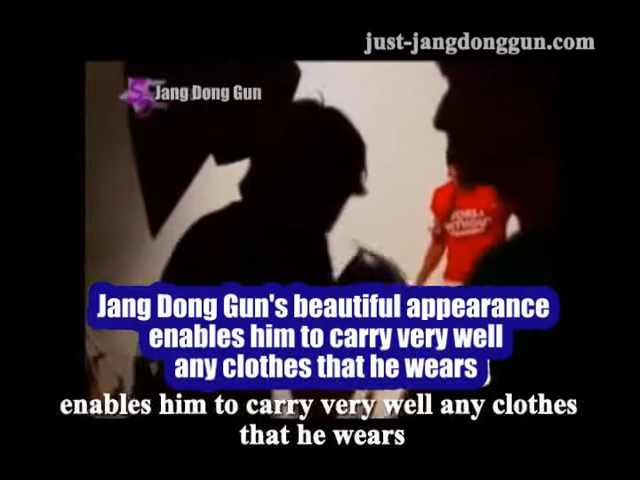 just-jangdonggun.com
Jang Dong Gun
Jang Dong Gun's beautiful appearance
enables him to carry very well
any clothes that he wears
enables him to carry very well any clothes
that he wears